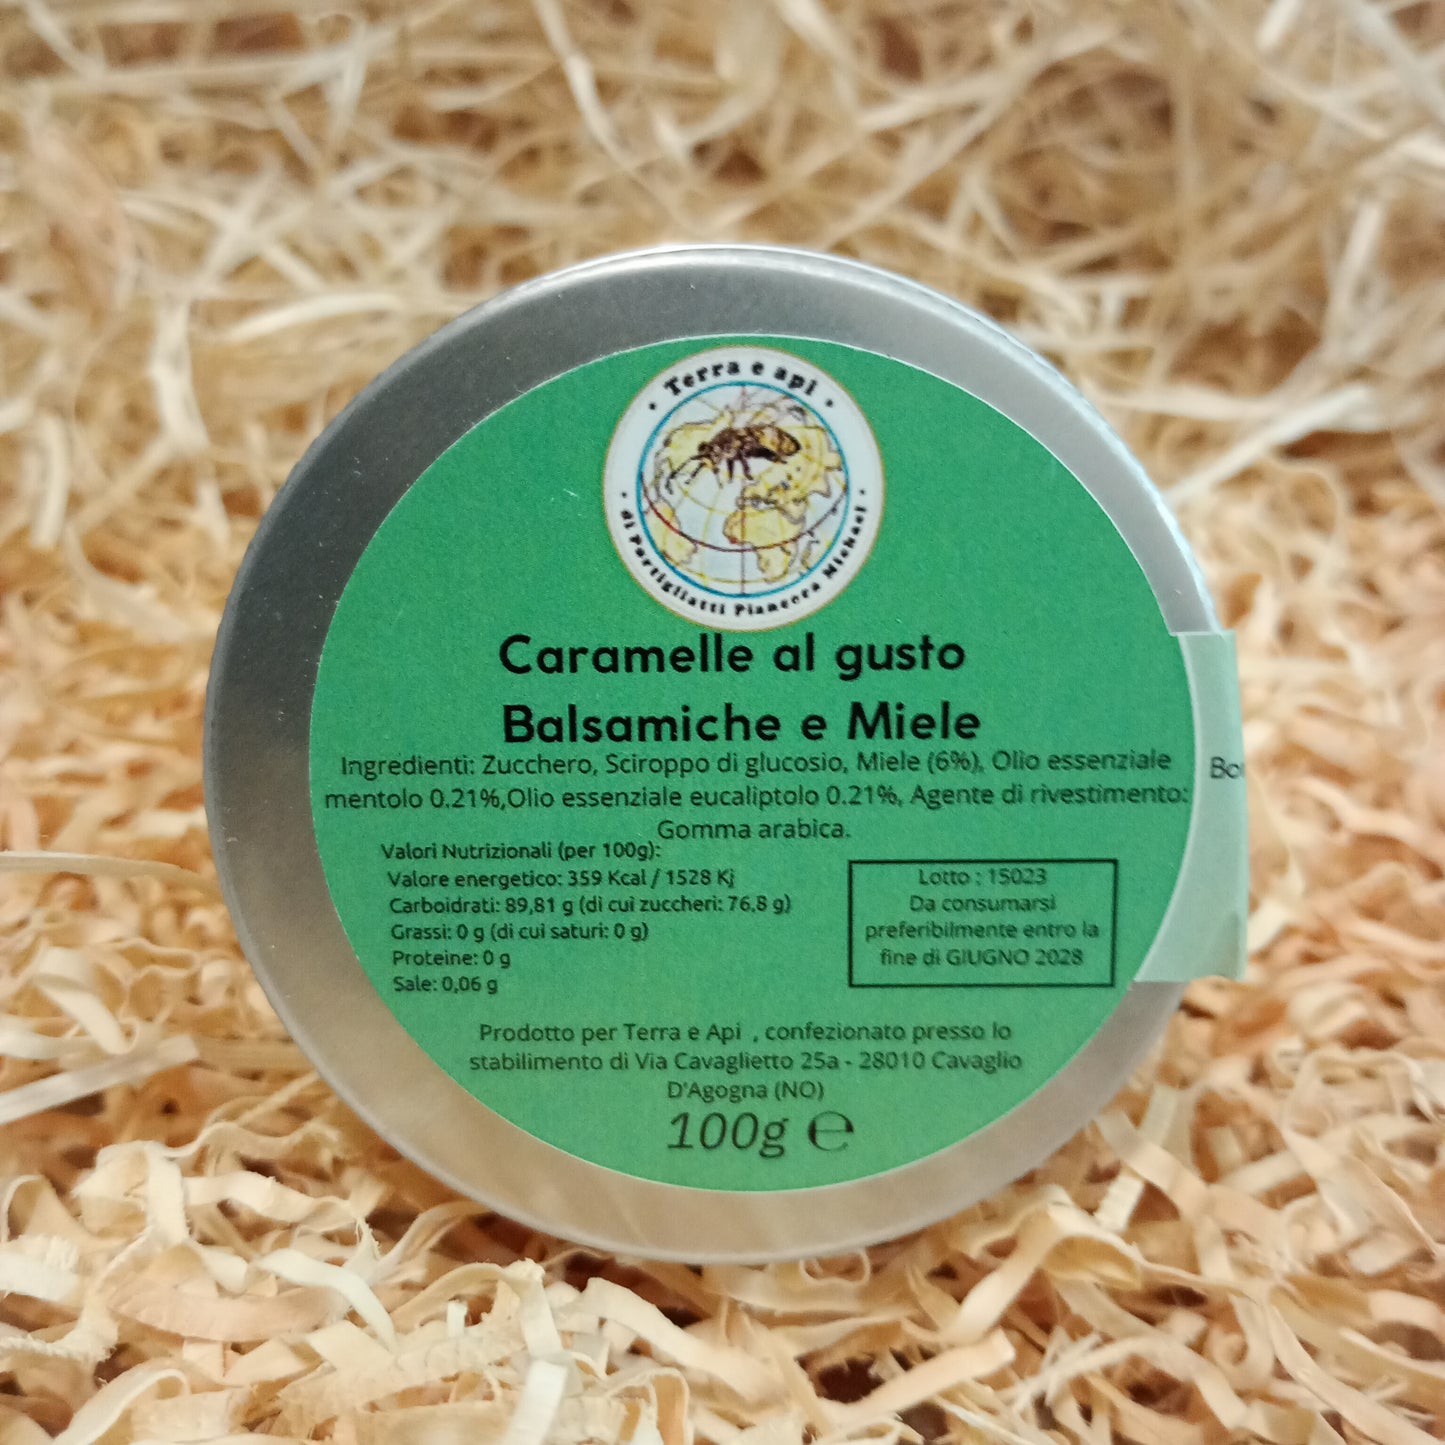 · Terra e api ·
· di Portigliatti Piancera Michael ·
Caramelle al gusto
Balsamiche e Miele
Ingredienti: Zucchero, Sciroppo di glucosio, Miele (6%), Olio essenziale
mentolo 0.21%,Olio essenziale eucaliptolo 0.21%, Agente di rivestimento:
Gomma arabica.
Valori Nutrizionali (per 100g):
Valore energetico: 359 Kcal / 1528 Kj
Carboidrati: 89,81 g (di cui zuccheri: 76,8 g)
Grassi: 0 g (di cui saturi: 0 g)
Proteine: 0 g
Sale: 0,06 g
Lotto : 15023
Da consumarsi
preferibilmente entro la
fine di GIUGNO 2028
Prodotto per Terra e Api , confezionato presso lo
stabilimento di Via Cavaglietto 25a - 28010 Cavaglio
D'Agogna (NO)
100g ℮